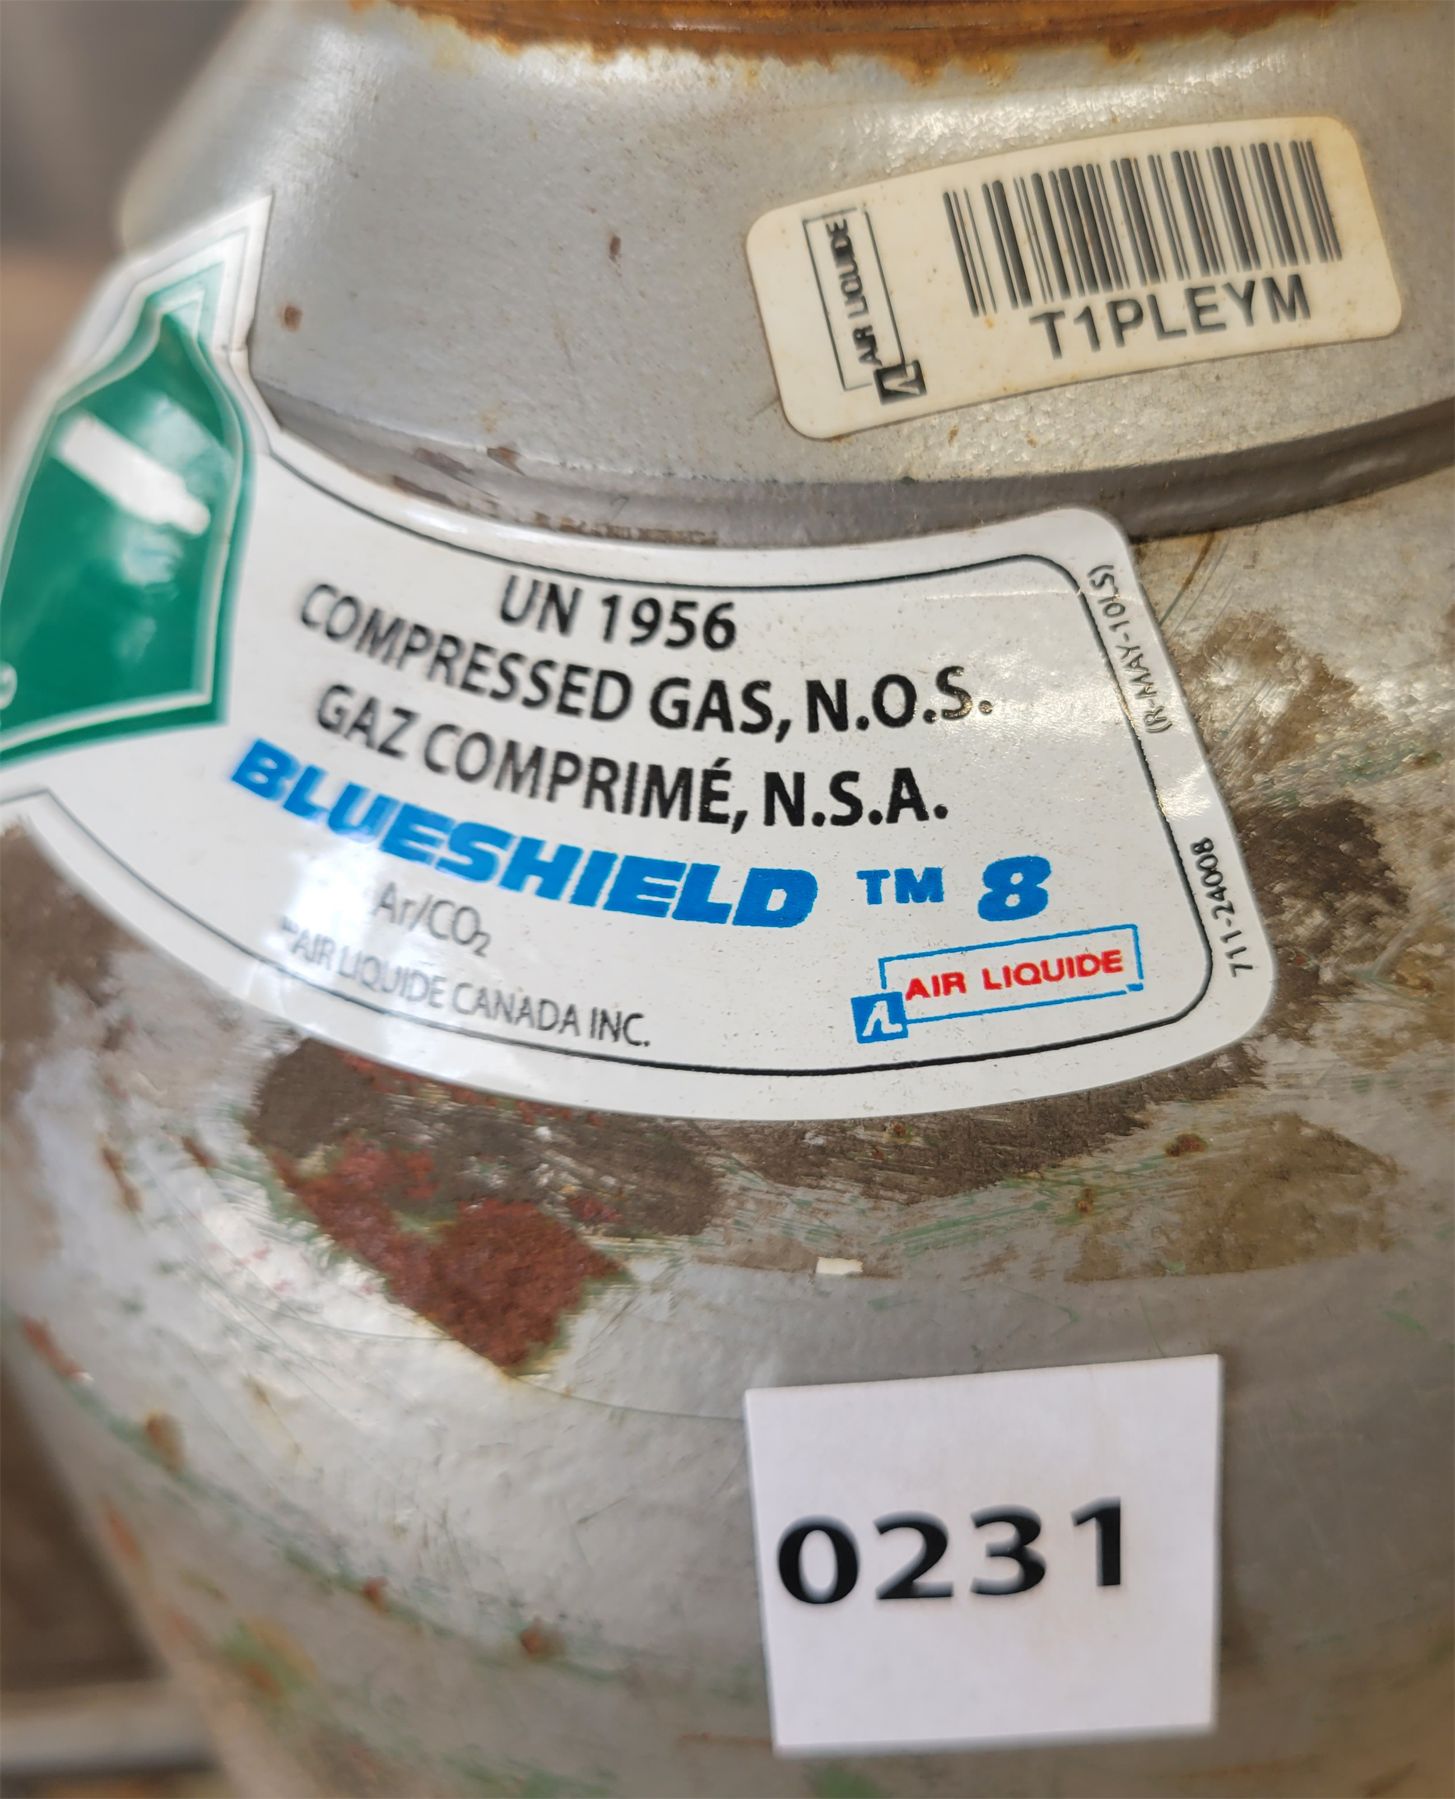 AIR LIQUIDE
T1PLEYM
UN 1956
COMPRESSED GAS, N.O.S.
GAZ COMPRIMÉ, N.S.A.
BLUESHIELD ™ 8
Ar/CO₂
™AIR LIQUIDE CANADA INC.
AIR LIQUIDE
(R-MAY-10LS)
711-24008
0231